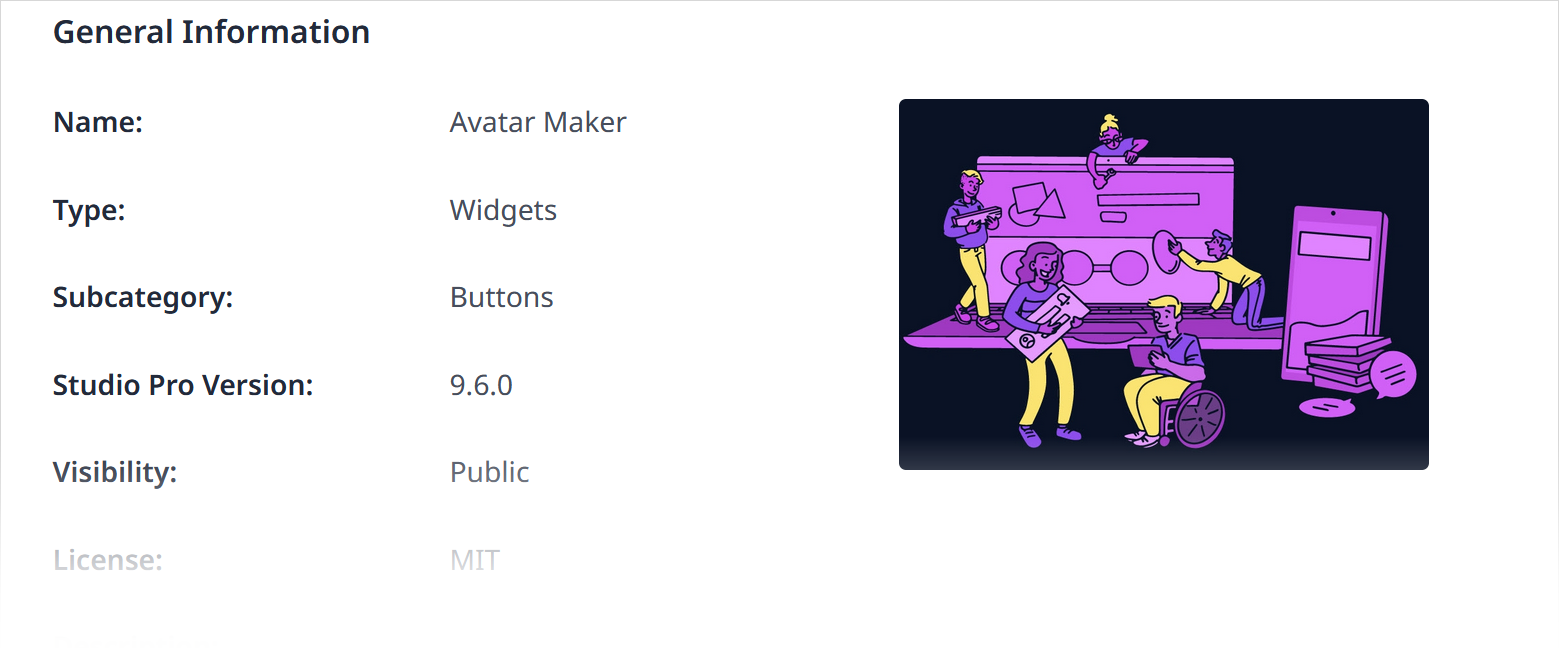 General Information
Name: Avatar Maker
Type: Widgets
Subcategory: Buttons
Studio Pro Version: 9.6.0
Visibility: Public
License: MIT